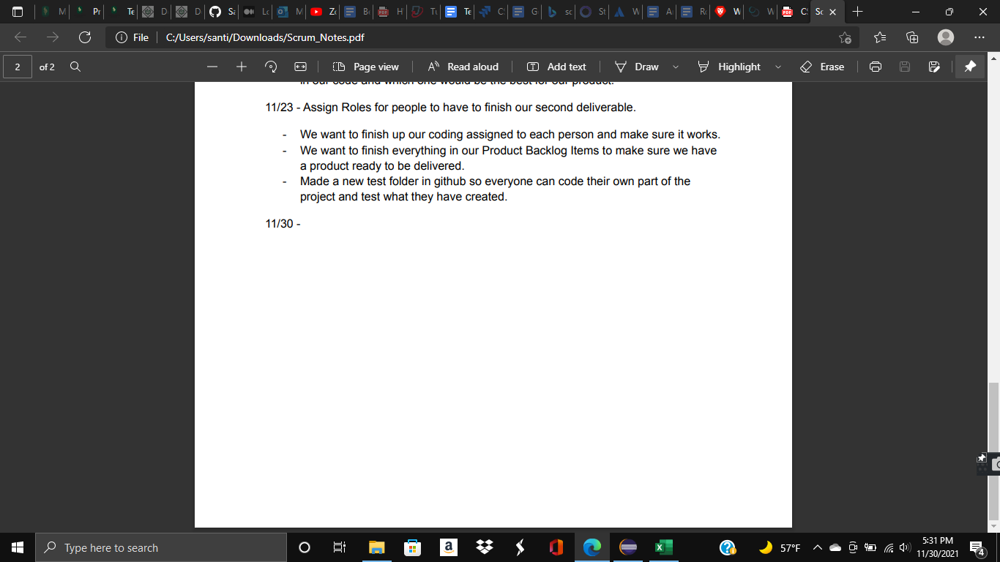 M
Pr
Te
D
D
Sa
Lo
M
Zo
Be
H
Tu
Te
C
G
sc
St
W
A
Ro
W
W
C
Sc
File
C:/Users/santi/Downloads/Scrum_Notes.pdf
2 of 2
Page view
Read aloud
Add text
Draw
Highlight
Erase
in our code and which one would be the best for our product.
11/23 - Assign Roles for people to have to finish our second deliverable.
- We want to finish up our coding assigned to each person and make sure it works.
- We want to finish everything in our Product Backlog Items to make sure we have
a product ready to be delivered.
- Made a new test folder in github so everyone can code their own part of the
project and test what they have created.
11/30 -
Type here to search
57°F
5:31 PM
11/30/2021
4